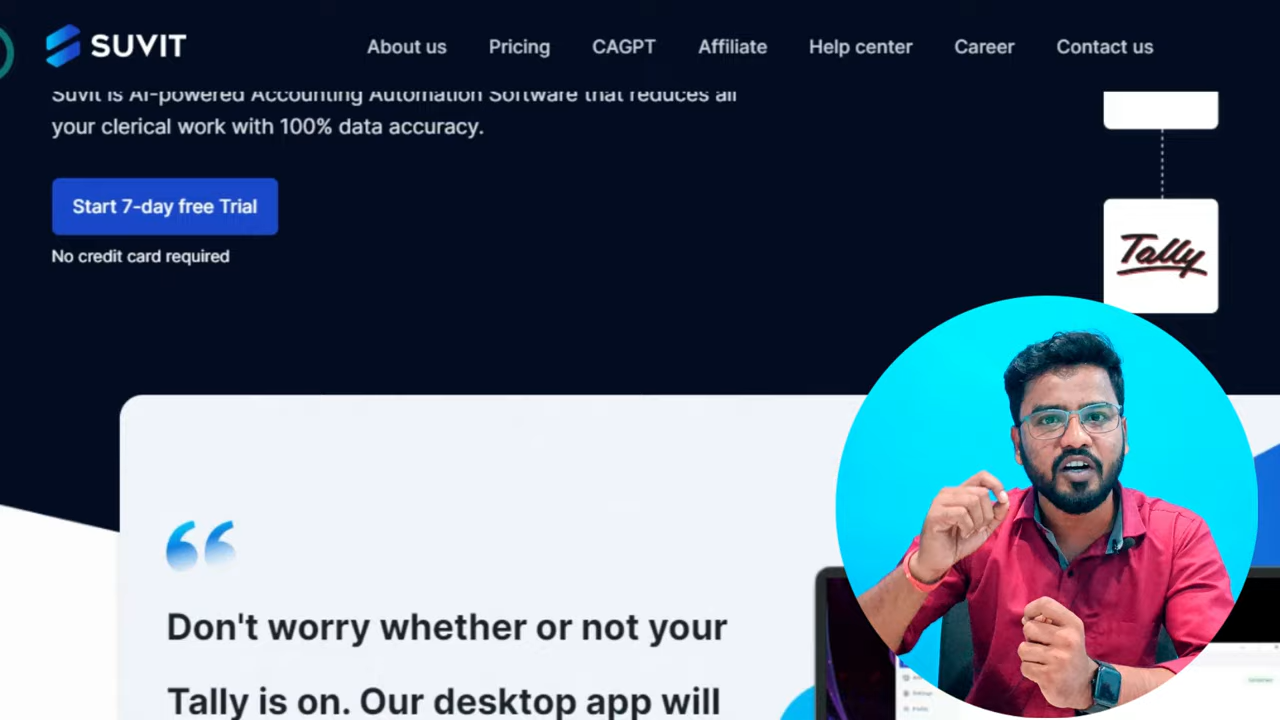 SUVIT
About us
Pricing
CAGPT
Affiliate
Help center
Career
Contact us
Suvit is AI-powered Accounting Automation Software that reduces all
your clerical work with 100% data accuracy.
Start 7-day free Trial
No credit card required
Tally
Don't worry whether or not your
Tally is on. Our desktop app will